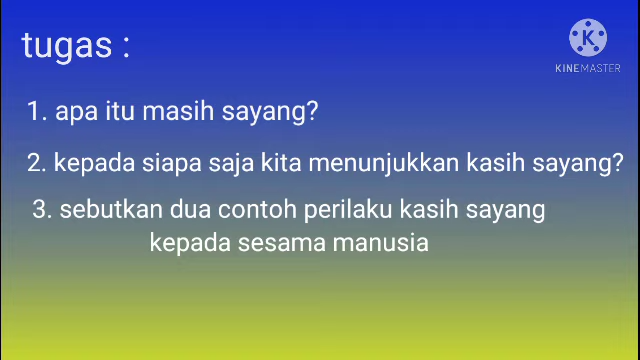 tugas :
KINEMASTER
1. apa itu masih sayang?
2. kepada siapa saja kita menunjukkan kasih sayang?
3. sebutkan dua contoh perilaku kasih sayang
kepada sesama manusia